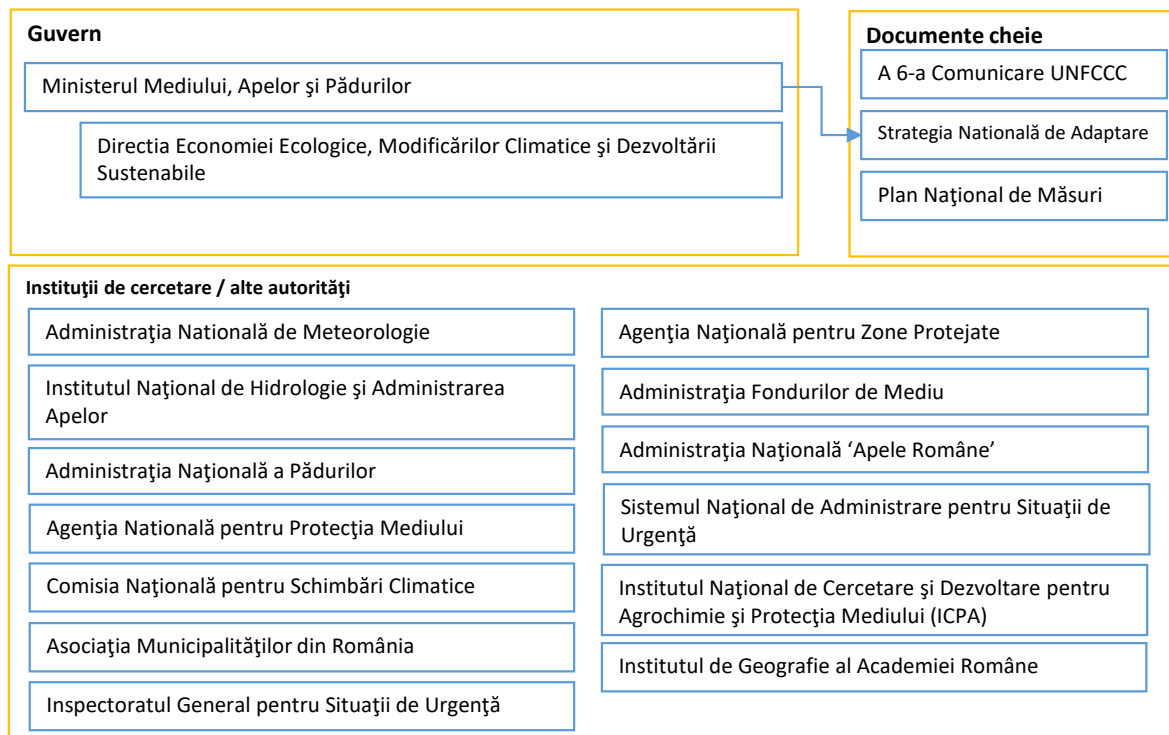 Guvern
Ministerul Mediului, Apelor şi Pădurilor
Directia Economiei Ecologice, Modificărilor Climatice şi Dezvoltării
Sustenabile
Documente cheie
A 6-a Comunicare UNFCCC
Strategia Natională de Adaptare
Plan Naţional de Măsuri
Instituţii de cercetare / alte autorităţi
Administraţia Natională de Meteorologie
Institutul Naţional de Hidrologie şi Administrarea
Apelor
Administraţia Naţională a Pădurilor
Agenţia Natională pentru Protecţia Mediului
Comisia Naţională pentru Schimbări Climatice
Asociaţia Municipalităţilor din România
Inspectoratul General pentru Situaţii de Urgenţă
Agenţia Naţională pentru Zone Protejate
Administraţia Fondurilor de Mediu
Administraţia Națională ‘Apele Române’
Sistemul Naţional de Administrare pentru Situaţii de
Urgenţă
Institutul Naţional de Cercetare şi Dezvoltare pentru
Agrochimie şi Protecţia Mediului (ICPA)
Institutul de Geografie al Academiei Române